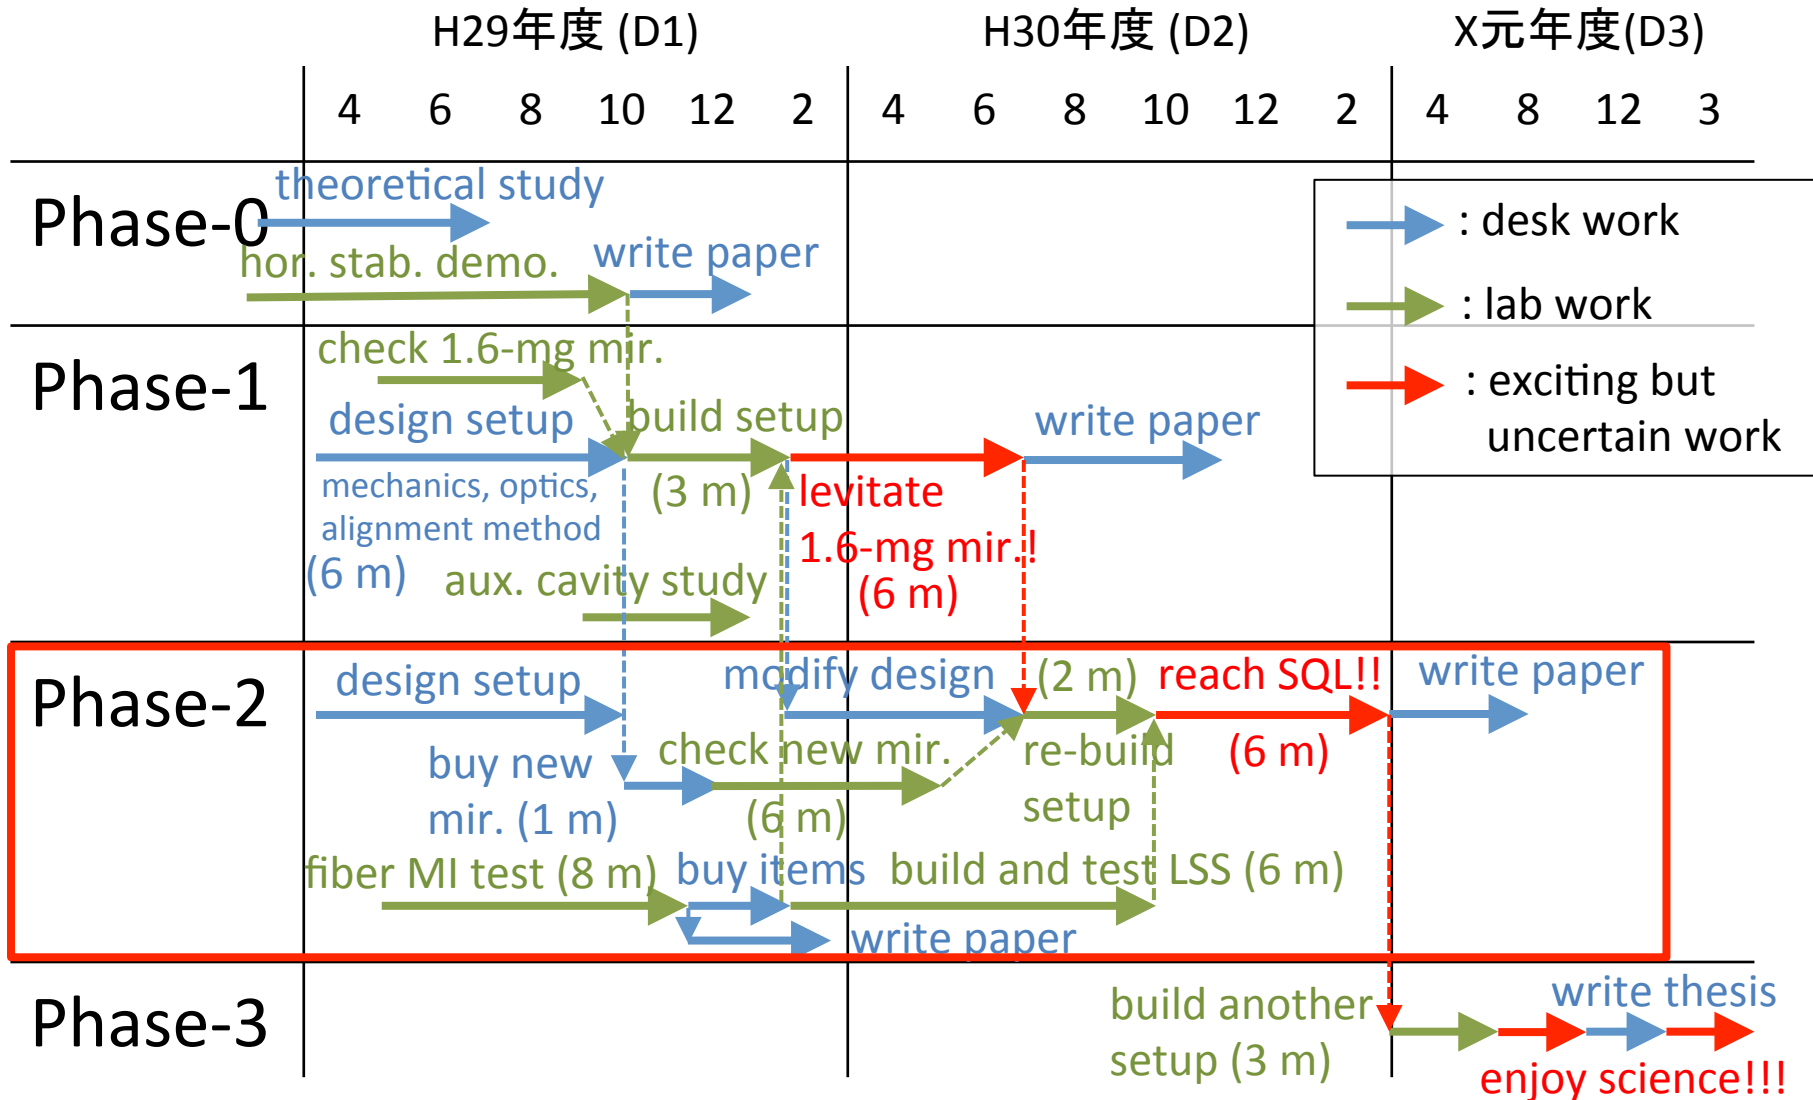 H29年度 (D1) H30年度 (D2) X元年度(D3)
4 6 8 10 12 2 4 6 8 10 12 2 4 8 12 3
Phase-0
theoretical study
hor. stab. demo.
write paper
: desk work
: lab work
: exciting but
uncertain work
Phase-1
check 1.6-mg mir.
design setup
mechanics, optics,
alignment method
(6 m)
build setup
(3 m)
aux. cavity study
levitate
1.6-mg mir.!
(6 m)
write paper
Phase-2
design setup
buy new
mir. (1 m)
modify design
check new mir.
(6 m)
(2 m)
re-build
setup
reach SQL!!
(6 m)
write paper
fiber MI test (8 m)
buy items
build and test LSS (6 m)
write paper
Phase-3
build another
setup (3 m)
write thesis
enjoy science!!!